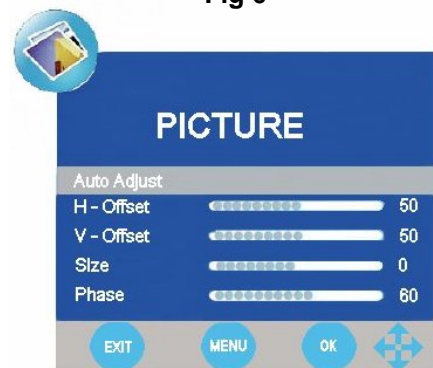 Fig 6
PICTURE
Auto Adjust
H - Offset 50
V - Offset 50
SIze 0
Phase 60
EXIT MENU OK